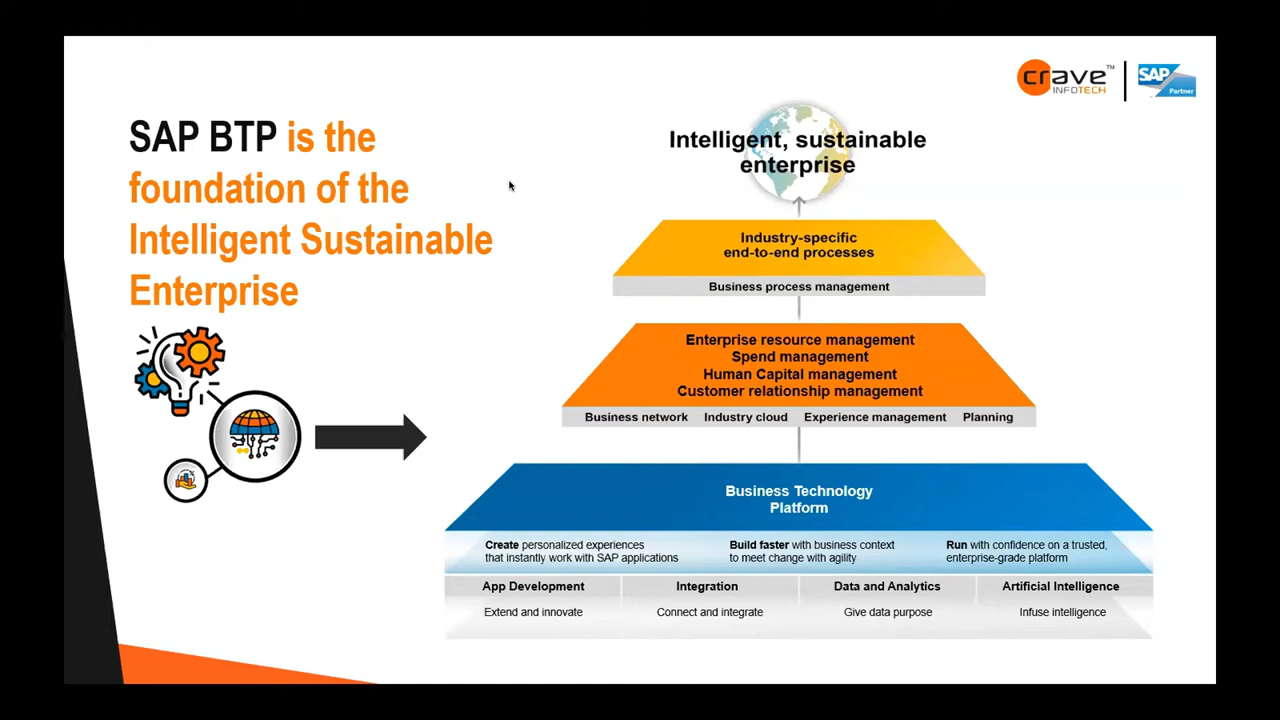 crave™
INFOTECH
SAP
Partner
SAP BTP is the
foundation of the
Intelligent Sustainable
Enterprise
Intelligent, sustainable
enterprise
Industry-specific
end-to-end processes
Business process management
Enterprise resource management
Spend management
Human Capital management
Customer relationship management
Business network Industry cloud Experience management Planning
Business Technology
Platform
Create personalized experiences
that instantly work with SAP applications
Build faster with business context
to meet change with agility
Run with confidence on a trusted,
enterprise-grade platform
App Development Integration Data and Analytics Artificial Intelligence
Extend and innovate Connect and integrate Give data purpose Infuse intelligence